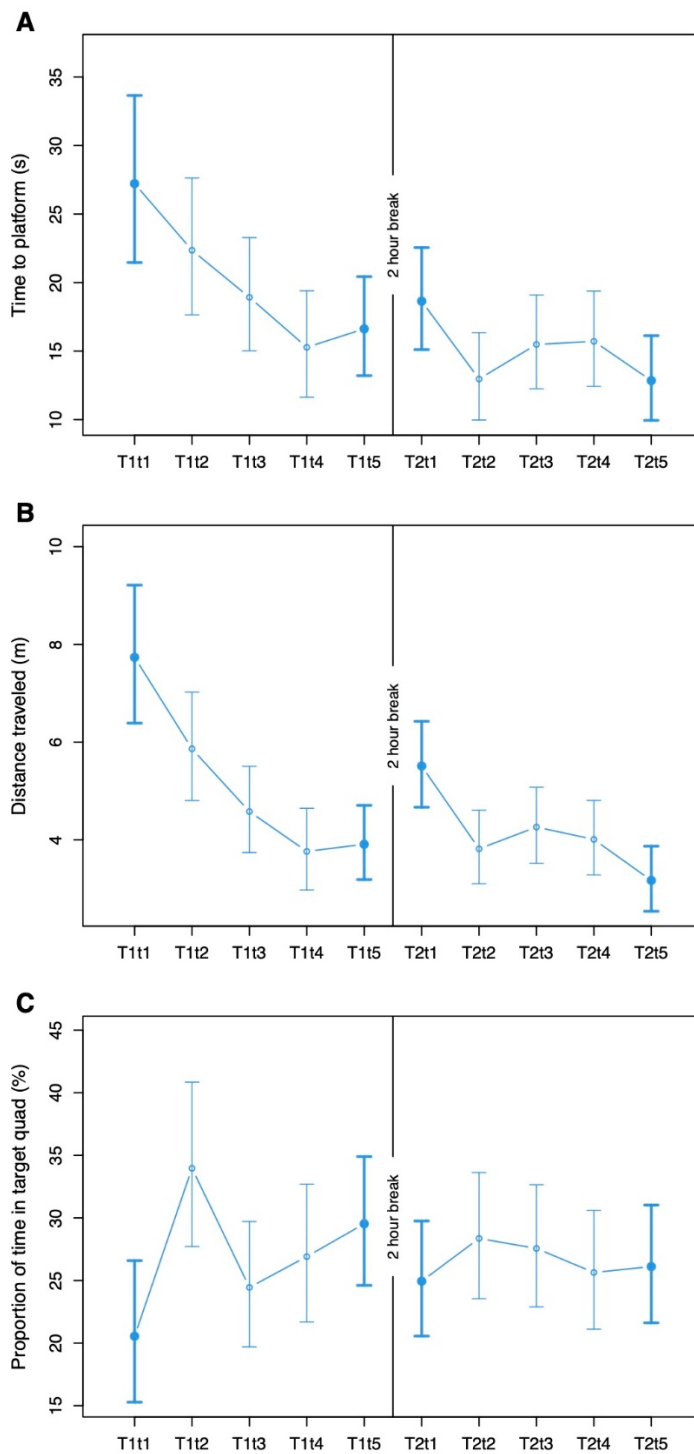 A
Time to platform (s)
35
30
25
20
15
10
2 hour break
T1t1 T1t2 T1t3 T1t4 T1t5 T2t1 T2t2 T2t3 T2t4 T2t5
B
Distance traveled (m)
10
8
6
4
2 hour break
T1t1 T1t2 T1t3 T1t4 T1t5 T2t1 T2t2 T2t3 T2t4 T2t5
C
Proportion of time in target quad (%)
45
40
35
30
25
20
15
2 hour break
T1t1 T1t2 T1t3 T1t4 T1t5 T2t1 T2t2 T2t3 T2t4 T2t5